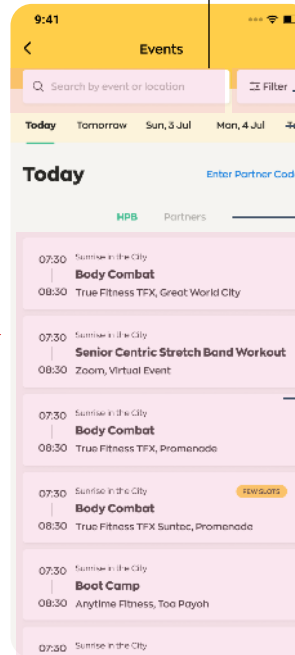 9:41
Events
Search by event or location
Filter
Today Tomorrow Sun, 3 Jul Mon, 4 Jul
Today
Enter Partner Code
HPB Partners
07:30 Sunrise in the City
Body Combat
08:30 True Fitness TFX, Great World City
07:30 Sunrise in the City
Senior Centric Stretch Band Workout
08:30 Zoom, Virtual Event
07:30 Sunrise in the City
Body Combat
08:30 True Fitness TFX, Promenade
07:30 Sunrise in the City
FEW SLOTS
Body Combat
08:30 True Fitness TFX Suntec, Promenade
07:30 Sunrise in the City
Boot Camp
08:30 Anytime Fitness, Toa Payoh
07:30 Sunrise in the City